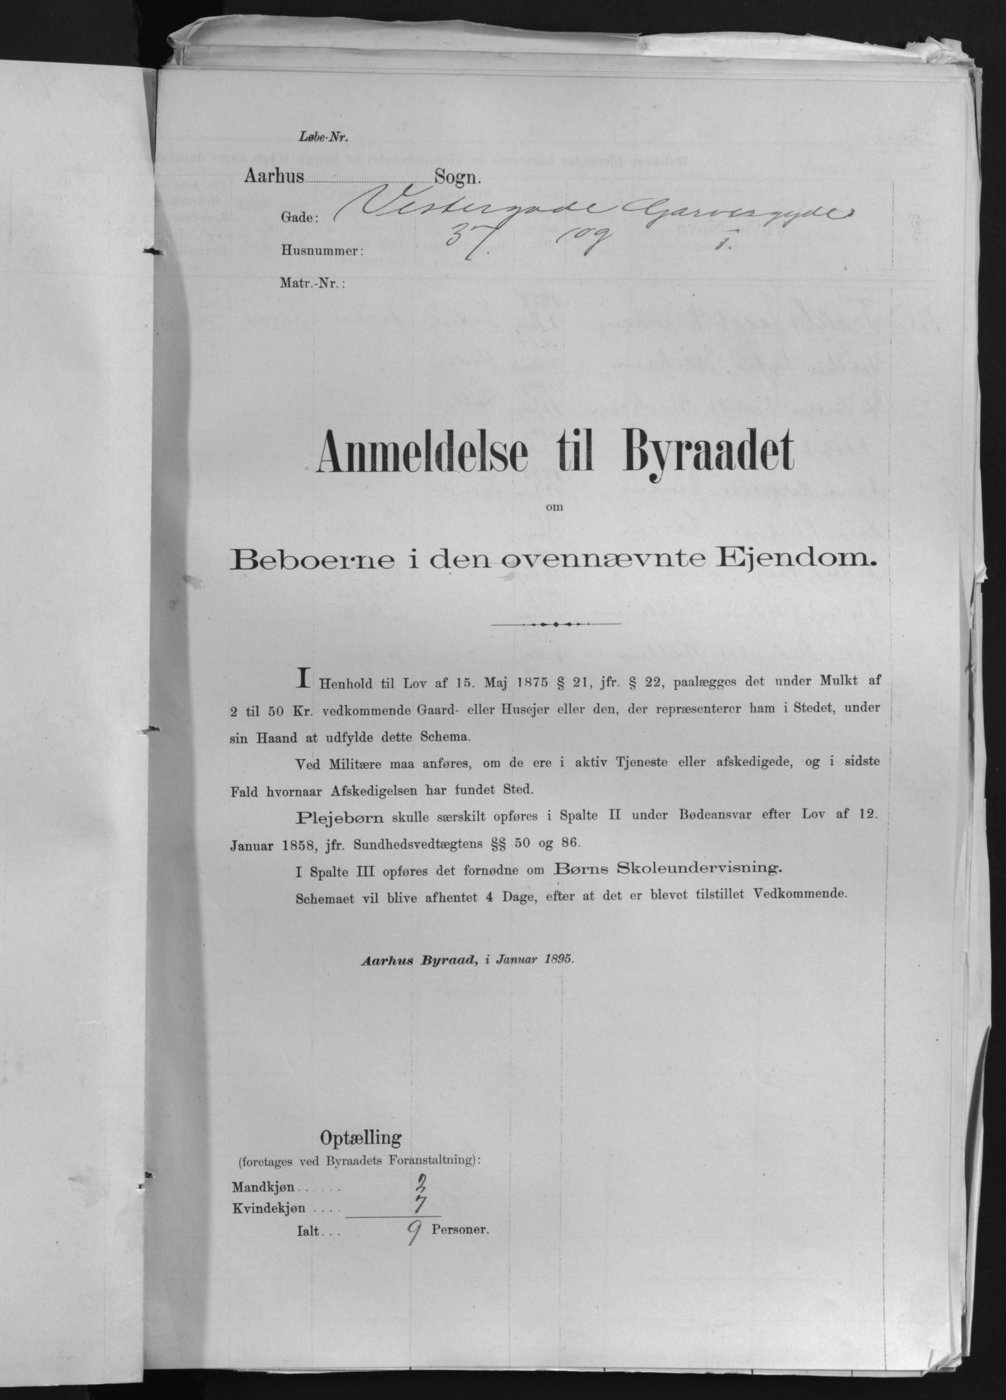 Løbe-Nr.
Aarhus Sogn.
Gade: Vestergade Garvergyde
Husnummer: 37. og 1.
Matr.-Nr.:
Anmeldelse til Byraadet
om
Beboerne i den ovennævnte Ejendom.
I Henhold til Lov af 15. Maj 1875 § 21, jfr. § 22, paalægges det under Mulkt af
2 til 50 Kr. vedkommende Gaard- eller Husejer eller den, der repræsenterer ham i Stedet, under
sin Haand at udfylde dette Schema.
Ved Militære maa anføres, om de ere i aktiv Tjeneste eller afskedigede, og i sidste
Fald hvornaar Afskedigelsen har fundet Sted.
Plejebørn skulle særskilt opføres i Spalte II under Bødeansvar efter Lov af 12.
Januar 1858, jfr. Sundhedsvedtægtens §§ 50 og 86.
I Spalte III opføres det fornødne om Børns Skoleundervisning.
Schemaet vil blive afhentet 4 Dage, efter at det er blevet tilstillet Vedkommende.
Aarhus Byraad, i Januar 1895.
Optælling
(foretages ved Byraadets Foranstaltning):
Mandkjøn...... 2
Kvindekjøn .... 7
Ialt... 9 Personer.